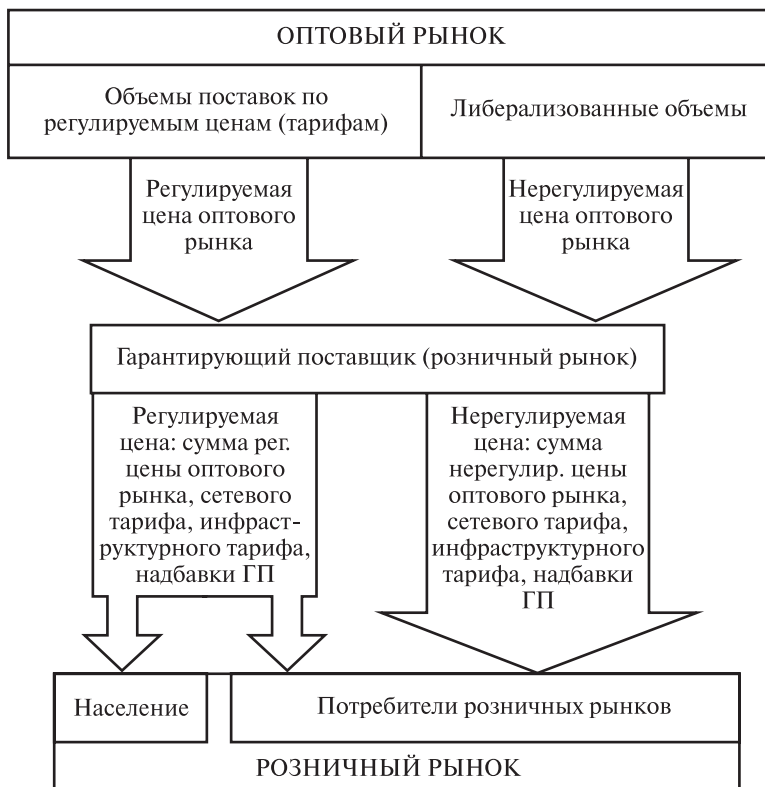 ОПТОВЫЙ РЫНОК
Объемы поставок по
регулируемым ценам (тарифам)
Либерализованные объемы
Регулируемая
цена оптового
рынка
Нерегулируемая
цена оптового
рынка
Гарантирующий поставщик (розничный рынок)
Регулируемая
цена: сумма рег.
цены оптового
рынка, сетевого
тарифа, инфраст-
руктурного тарифа,
надбавки ГП
Нерегулируемая
цена: сумма
нерегулир. цены
оптового рынка,
сетевого тарифа,
инфраструктурного
тарифа, надбавки
ГП
Население
Потребители розничных рынков
РОЗНИЧНЫЙ РЫНОК